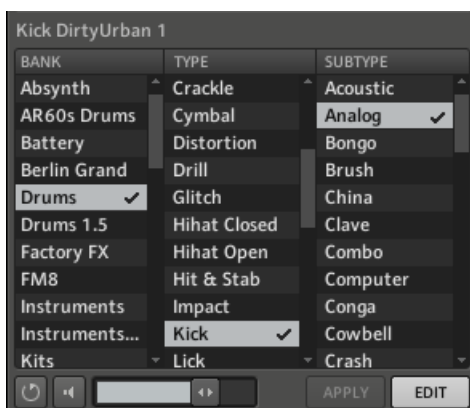 Kick DirtyUrban 1
BANK TYPE SUBTYPE
Absynth Crackle Acoustic
AR60s Drums Cymbal Analog
Battery Distortion Bongo
Berlin Grand Drill Brush
Drums Glitch China
Drums 1.5 Hihat Closed Clave
Factory FX Hihat Open Combo
FM8 Hit & Stab Computer
Instruments Impact Conga
Instruments... Kick Cowbell
Kits Lick Crash
APPLY EDIT